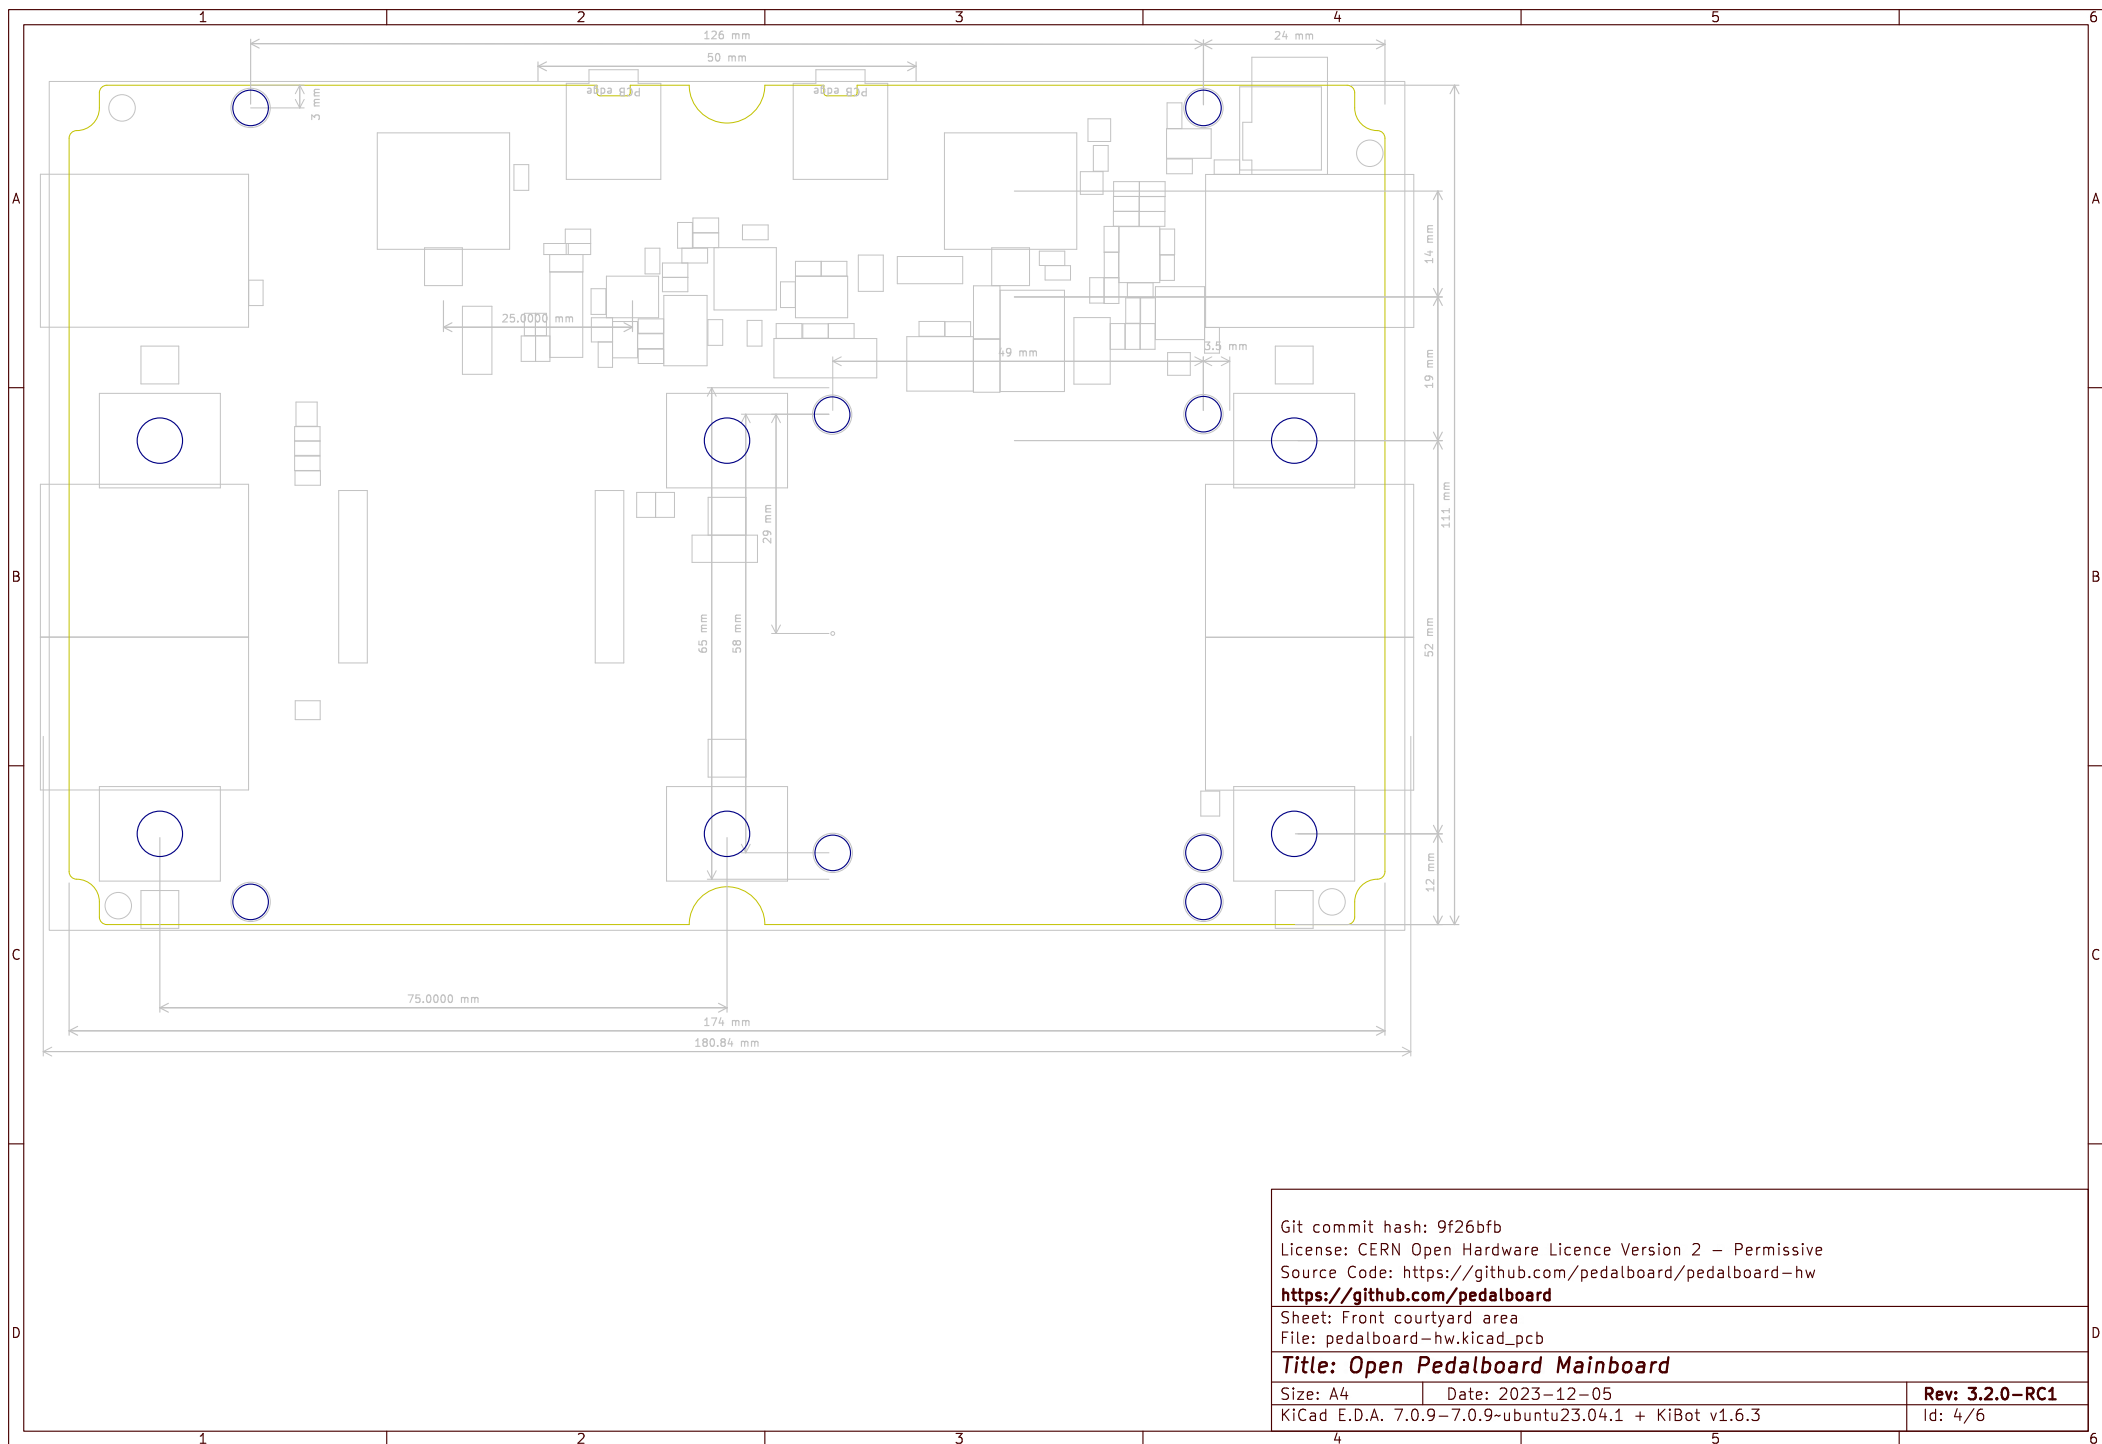 1 2 3 4 5 6
126 mm
24 mm
50 mm
3 mm
PCB edge
PCB edge
A
A
14 mm
25.0000 mm
49 mm
3.5 mm
19 mm
111 mm
29 mm
B
B
65 mm
58 mm
52 mm
12 mm
C
C
75.0000 mm
174 mm
180.84 mm
Git commit hash: 9f26bfb
License: CERN Open Hardware Licence Version 2 - Permissive
Source Code: https://github.com/pedalboard/pedalboard-hw
https://github.com/pedalboard
Sheet: Front courtyard area
D
D
File: pedalboard-hw.kicad_pcb
Title: Open Pedalboard Mainboard
Size: A4 Date: 2023-12-05 Rev: 3.2.0-RC1
KiCad E.D.A. 7.0.9-7.0.9~ubuntu23.04.1 + KiBot v1.6.3 Id: 4/6
1 2 3 4 5 6